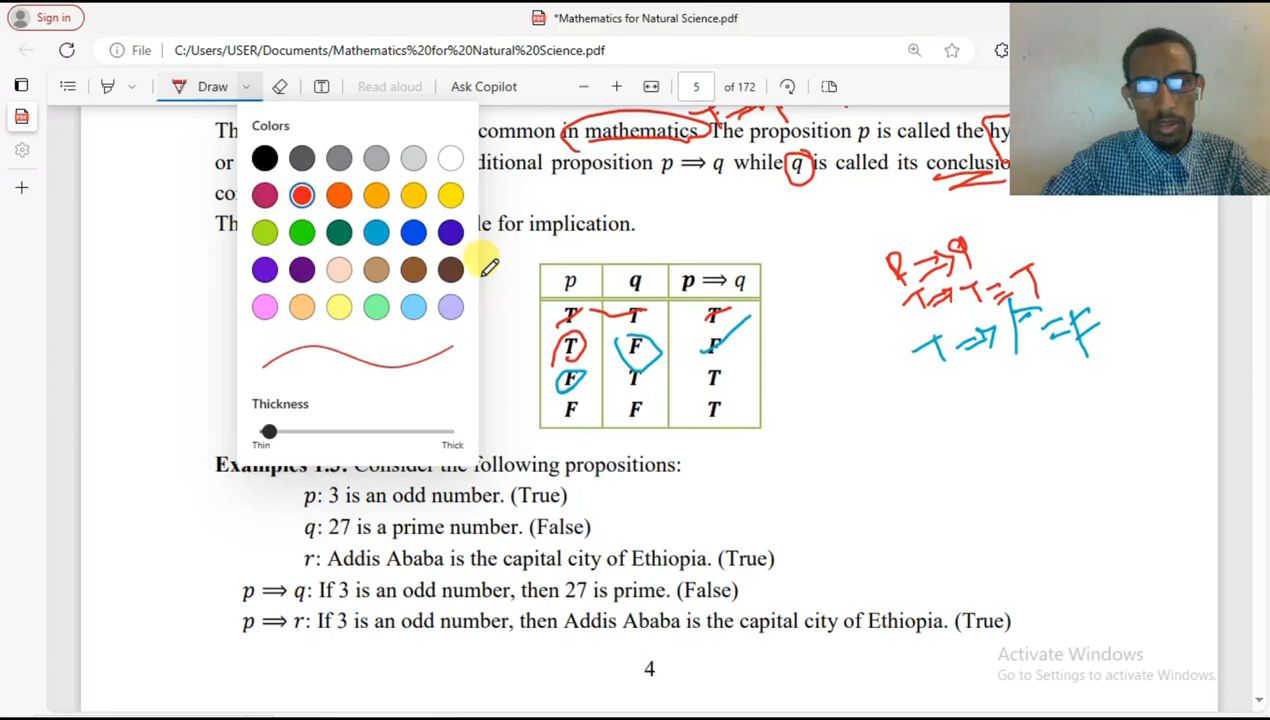 Sign in
*Mathematics for Natural Science.pdf
File C:/Users/USER/Documents/Mathematics%20for%20Natural%20Science.pdf
Draw Read aloud Ask Copilot 5 of 172
Colors
Th common in mathematics. The proposition p is called the hy
or ditional proposition p ⟹ q while q is called its conclusio
co
Th le for implication.
Thickness
Thin Thick
p q p ⟹ q
T T T
T F F
F T T
F F T
P ⇒ Q
T ⇒ T = T
T ⇒ F = F
Consider the following propositions:
p: 3 is an odd number. (True)
q: 27 is a prime number. (False)
r: Addis Ababa is the capital city of Ethiopia. (True)
p ⟹ q: If 3 is an odd number, then 27 is prime. (False)
p ⟹ r: If 3 is an odd number, then Addis Ababa is the capital city of Ethiopia. (True)
4
Activate Windows
Go to Settings to activate Windows.